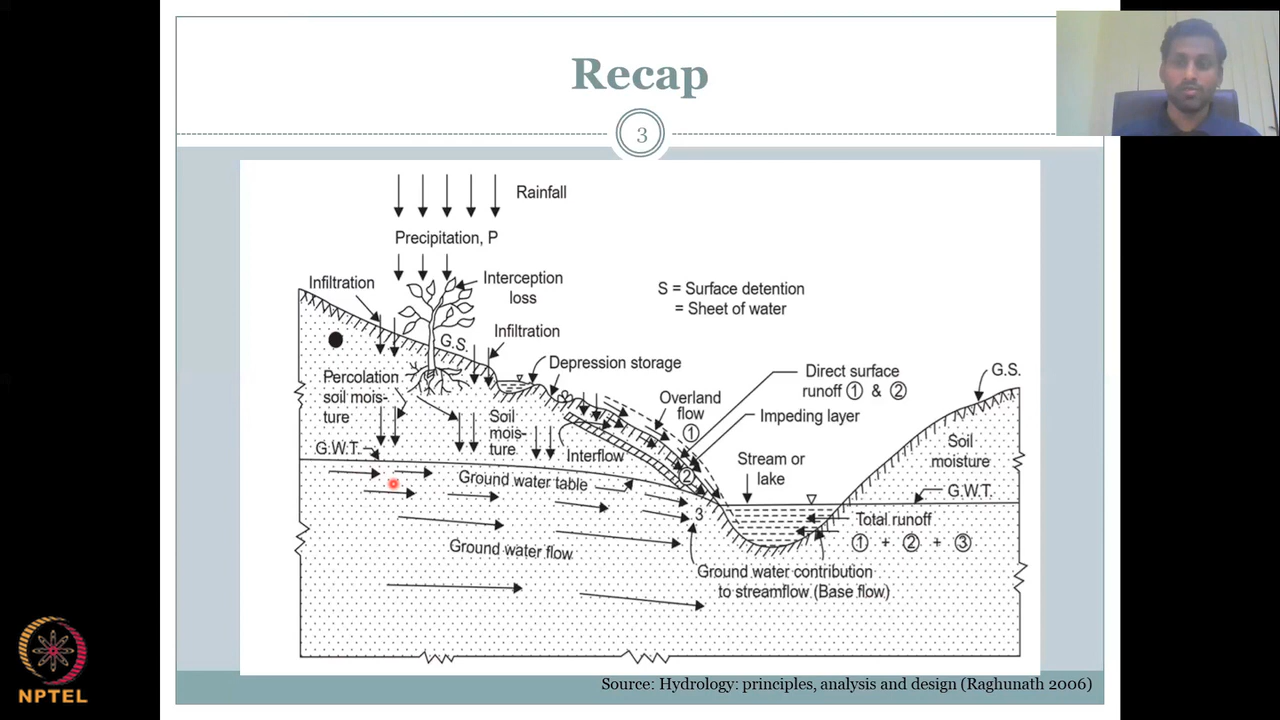 Recap
3
Rainfall
Precipitation, P
Infiltration
Interception
loss
S = Surface detention
= Sheet of water
G.S.
Infiltration
Depression storage
Percolation
soil mois-
ture
S
Overland
flow
①
Direct surface
runoff ① & ②
Impeding layer
G.S.
Soil
mois-
ture
Interflow
②
Stream or
lake
Soil
moisture
G.W.T.
Ground water table
3
G.W.T.
Total runoff
① + ② + ③
Ground water flow
Ground water contribution
to streamflow (Base flow)
Source: Hydrology: principles, analysis and design (Raghunath 2006)
NPTEL